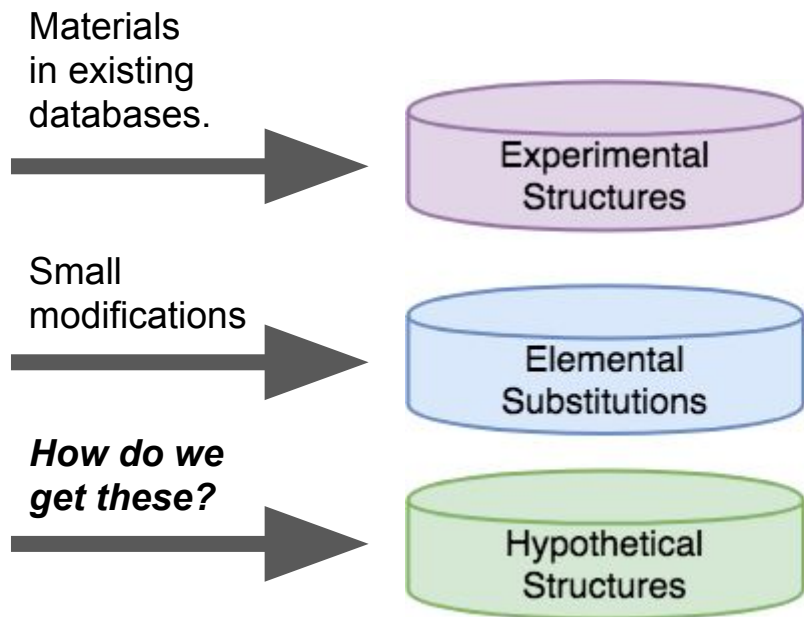 Materials
in existing
databases.
Experimental
Structures
Small
modifications
Elemental
Substitutions
How do we
get these?
Hypothetical
Structures